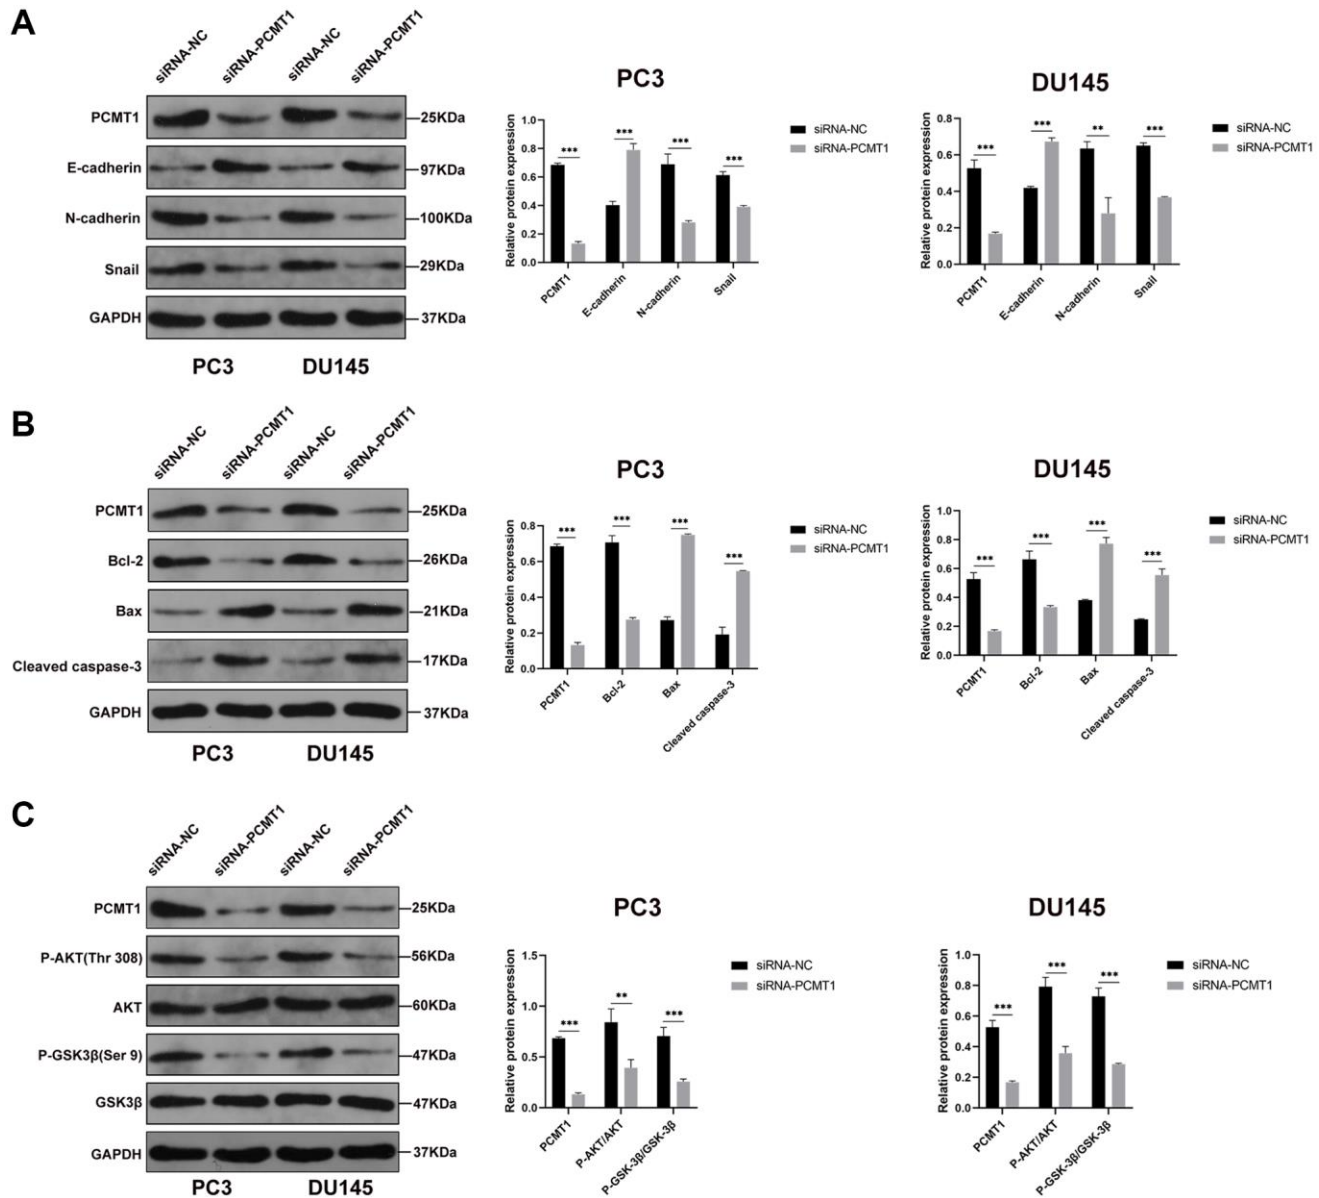 A
siRNA-NC
siRNA-PCMT1
siRNA-NC
siRNA-PCMT1
PCMT1
25KDa
E-cadherin
97KDa
N-cadherin
100KDa
Snail
29KDa
GAPDH
37KDa
PC3 DU145
PC3
Relative protein expression
1.0
0.8
0.6
0.4
0.2
0.0
***
***
***
***
PCMT1
E-cadherin
N-cadherin
Snail
siRNA-NC
siRNA-PCMT1
DU145
Relative protein expression
0.8
0.6
0.4
0.2
0.0
***
***
**
***
PCMT1
E-cadherin
N-cadherin
Snail
siRNA-NC
siRNA-PCMT1
B
siRNA-NC
siRNA-PCMT1
siRNA-NC
siRNA-PCMT1
PCMT1
25KDa
Bcl-2
26KDa
Bax
21KDa
Cleaved caspase-3
17KDa
GAPDH
37KDa
PC3 DU145
PC3
Relative protein expression
0.8
0.6
0.4
0.2
0.0
***
***
***
***
PCMT1
Bcl-2
Bax
Cleaved caspase-3
siRNA-NC
siRNA-PCMT1
DU145
Relative protein expression
1.0
0.8
0.6
0.4
0.2
0.0
***
***
***
***
PCMT1
Bcl-2
Bax
Cleaved caspase-3
siRNA-NC
siRNA-PCMT1
C
siRNA-NC
siRNA-PCMT1
siRNA-NC
siRNA-PCMT1
PCMT1
25KDa
P-AKT(Thr 308)
56KDa
AKT
60KDa
P-GSK3β(Ser 9)
47KDa
GSK3β
47KDa
GAPDH
37KDa
PC3 DU145
PC3
Relative protein expression
1.5
1.0
0.5
0.0
***
**
***
PCMT1
P-AKT/AKT
P-GSK-3β/GSK-3β
siRNA-NC
siRNA-PCMT1
DU145
Relative protein expression
1.0
0.8
0.6
0.4
0.2
0.0
***
***
***
PCMT1
P-AKT/AKT
P-GSK-3β/GSK-3β
siRNA-NC
siRNA-PCMT1